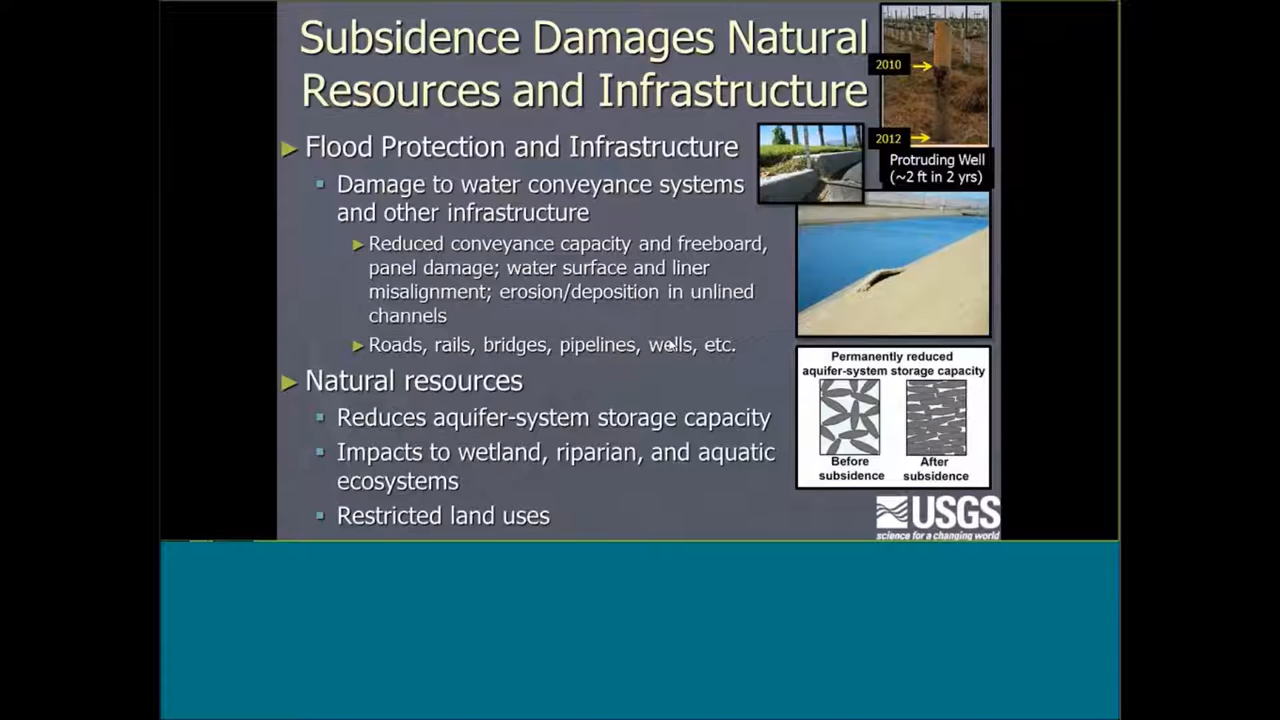 Subsidence Damages Natural
Resources and Infrastructure
Flood Protection and Infrastructure
Damage to water conveyance systems
and other infrastructure
Reduced conveyance capacity and freeboard,
panel damage; water surface and liner
misalignment; erosion/deposition in unlined
channels
Roads, rails, bridges, pipelines, wells, etc.
Natural resources
Reduces aquifer-system storage capacity
Impacts to wetland, riparian, and aquatic
ecosystems
Restricted land uses
2010
2012
Protruding Well
(~2 ft in 2 yrs)
Permanently reduced
aquifer-system storage capacity
Before
subsidence
After
subsidence
USGS
science for a changing world